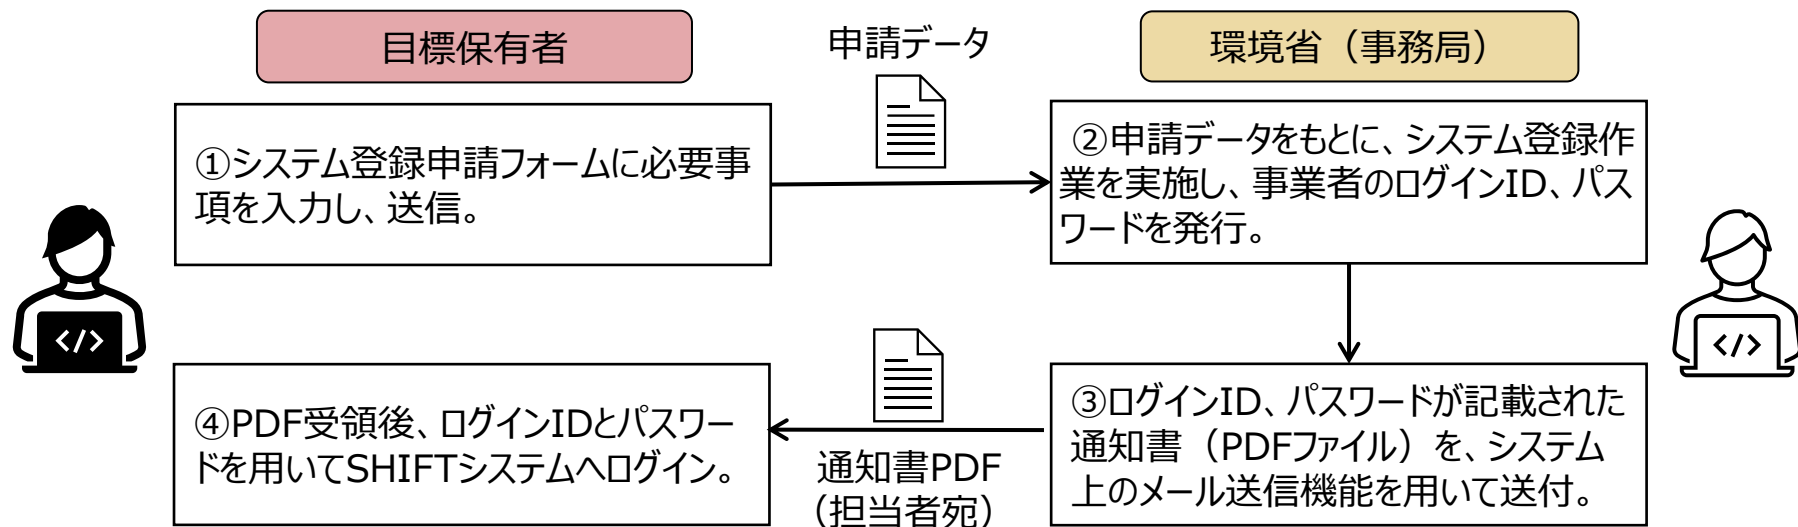 目標保有者
申請データ
環境省（事務局）
①システム登録申請フォームに必要事
項を入力し、送信。
②申請データをもとに、システム登録作
業を実施し、事業者のログインID、パス
ワードを発行。
③ログインID、パスワードが記載された
通知書（PDFファイル）を、システム
上のメール送信機能を用いて送付。
通知書PDF
（担当者宛）
④PDF受領後、ログインIDとパスワー
ドを用いてSHIFTシステムへログイン。
</>
</>